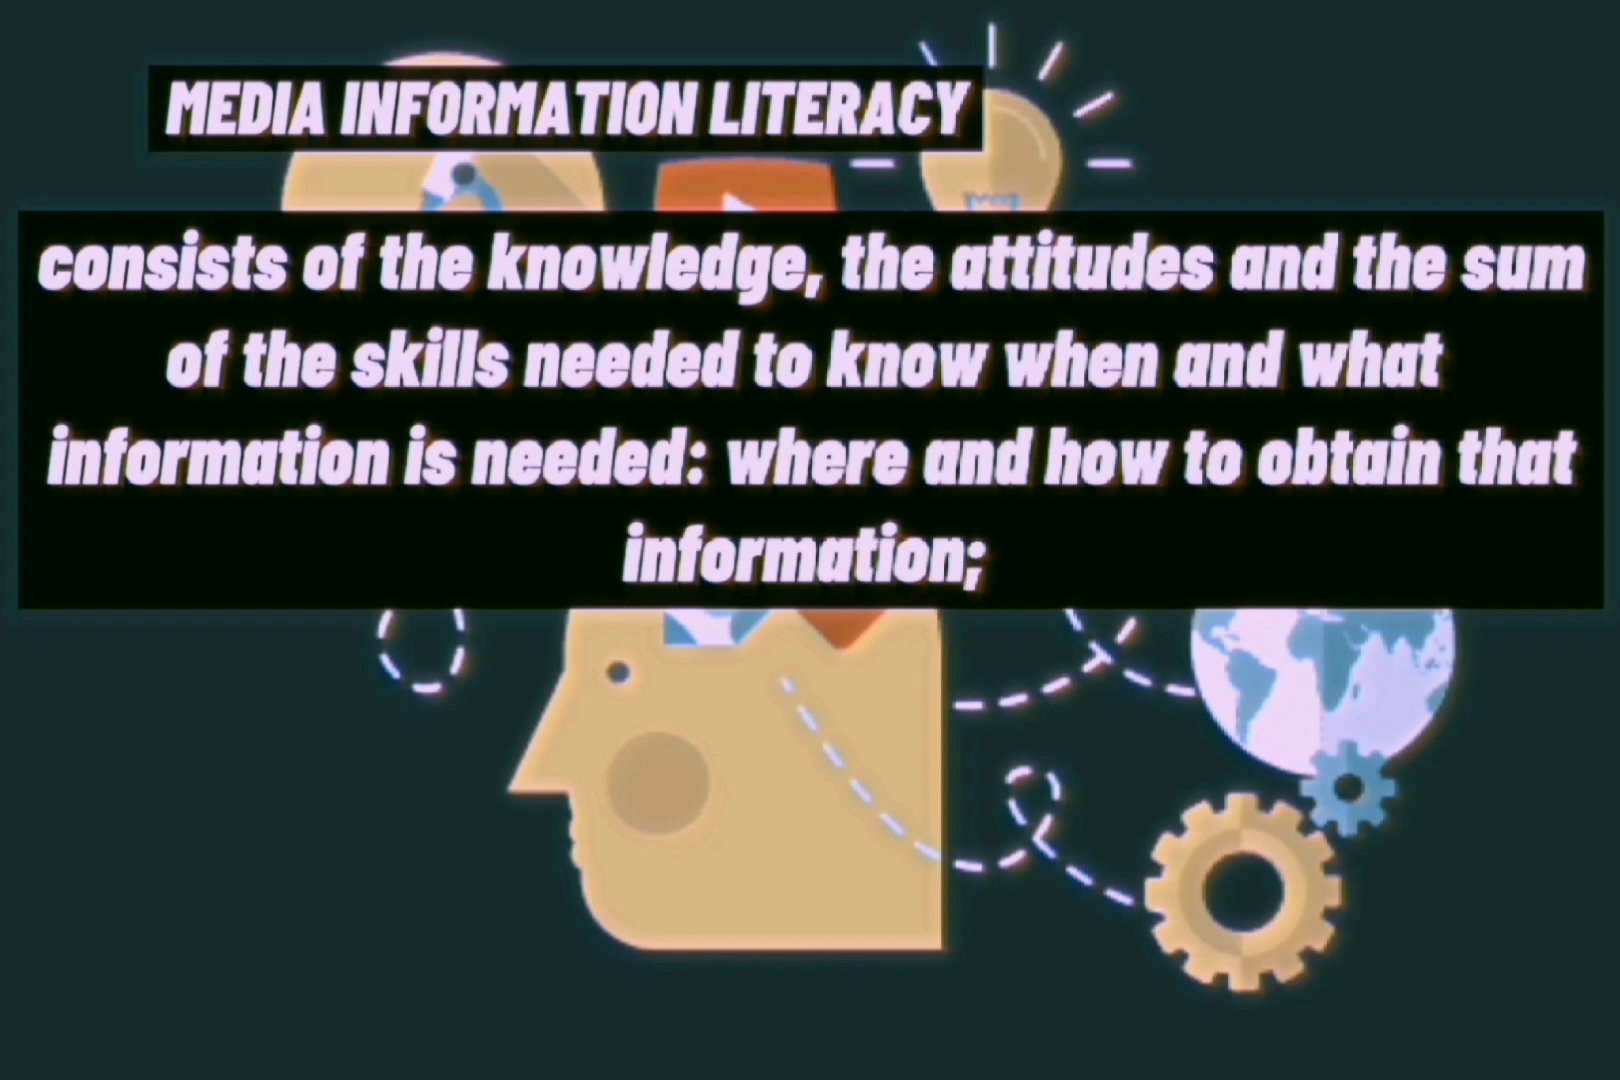 MEDIA INFORMATION LITERACY
consists of the knowledge, the attitudes and the sum
of the skills needed to know when and what
information is needed: where and how to obtain that
information;